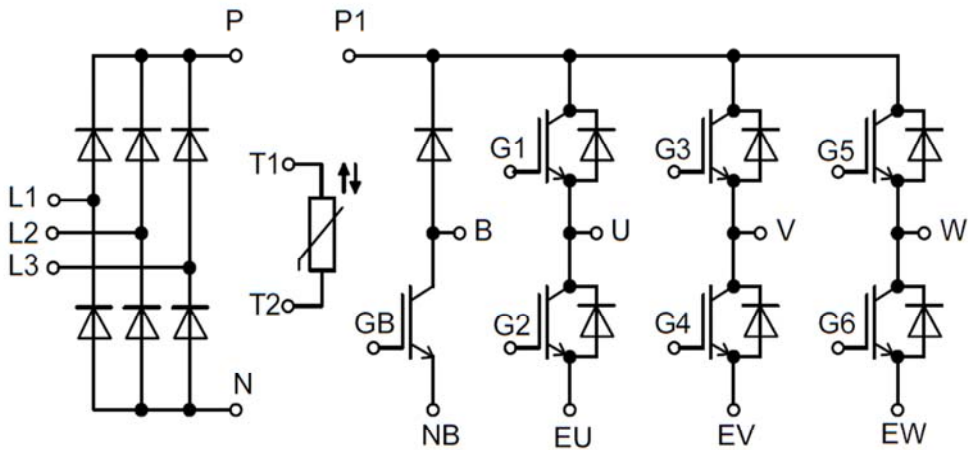 P P1
T1 G1 G3 G5
L1
L2 B U V W
L3
T2 GB G2 G4 G6
N
NB EU EV EW